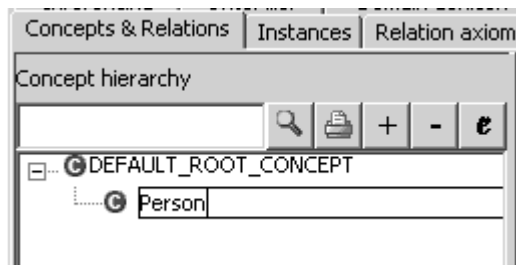 Concepts & Relations Instances Relation axiom
Concept hierarchy
+ - e
C DEFAULT_ROOT_CONCEPT
C Person